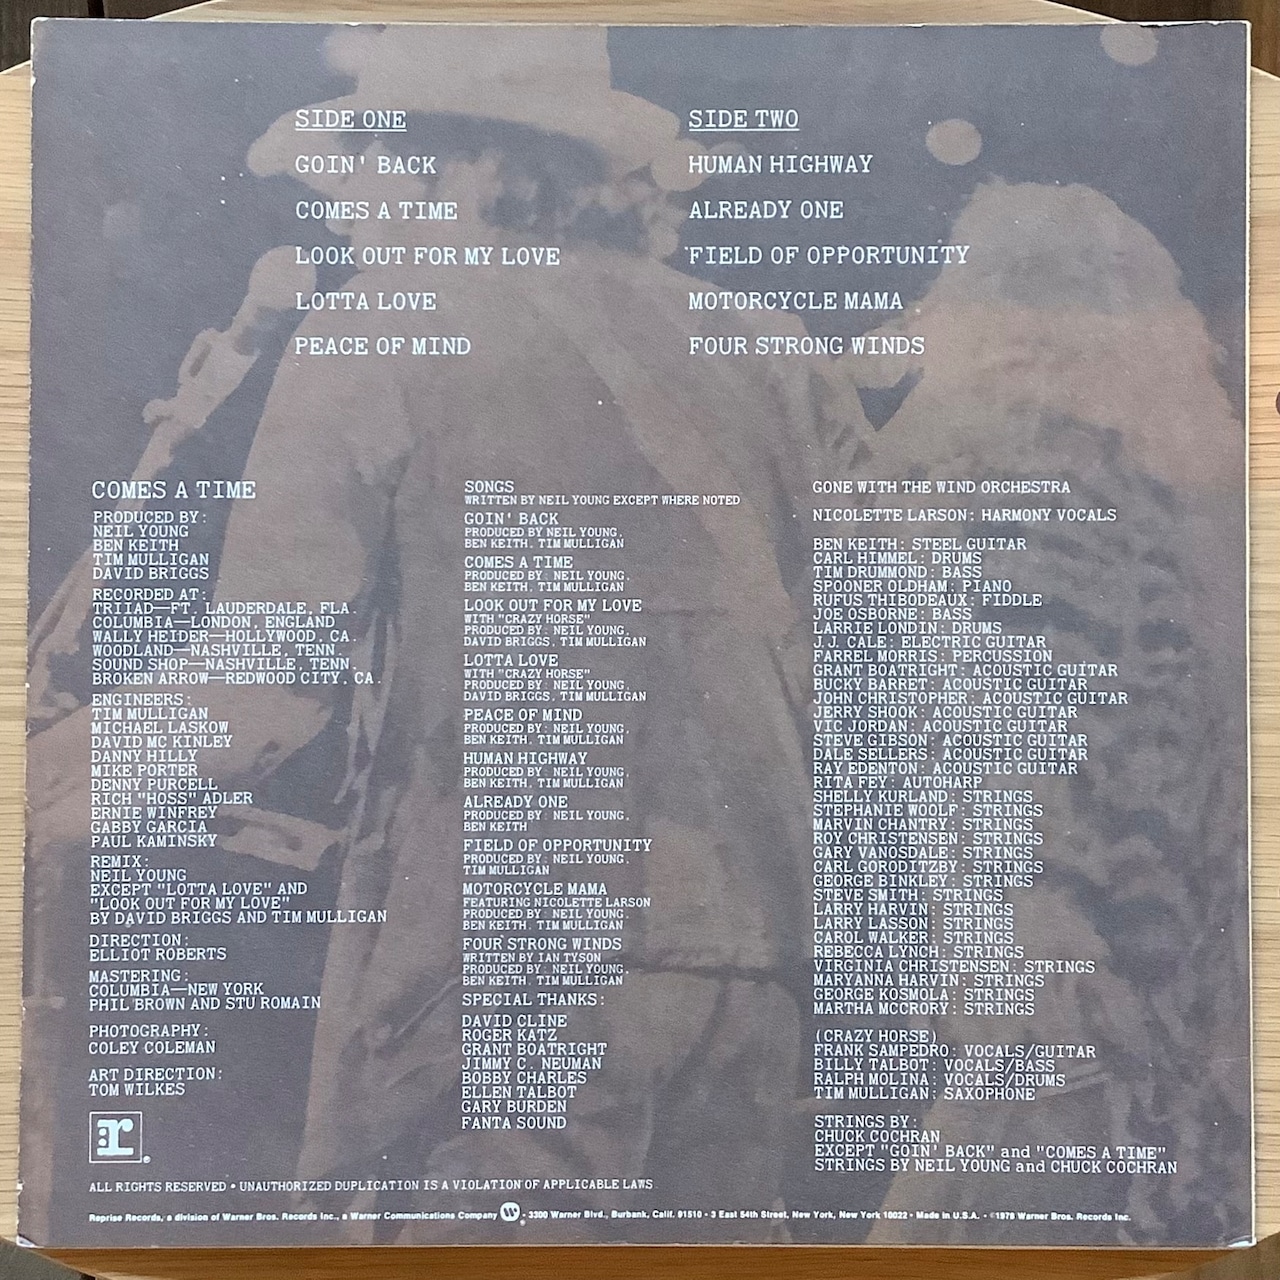 SIDE ONE
GOIN' BACK
COMES A TIME
LOOK OUT FOR MY LOVE
LOTTA LOVE
PEACE OF MIND
SIDE TWO
HUMAN HIGHWAY
ALREADY ONE
FIELD OF OPPORTUNITY
MOTORCYCLE MAMA
FOUR STRONG WINDS
COMES A TIME
PRODUCED BY:
NEIL YOUNG
BEN KEITH
TIM MULLIGAN
DAVID BRIGGS
RECORDED AT:
TRIIAD—FT. LAUDERDALE, FLA.
COLUMBIA—LONDON, ENGLAND
WALLY HEIDER—HOLLYWOOD, CA.
WOODLAND—NASHVILLE, TENN.
SOUND SHOP—NASHVILLE, TENN.
BROKEN ARROW—REDWOOD CITY, CA.
ENGINEERS:
TIM MULLIGAN
MICHAEL LASKOW
DAVID MC KINLEY
DANNY HILLY
MIKE PORTER
DENNY PURCELL
RICH "HOSS" ADLER
ERNIE WINFREY
GABBY GARCIA
PAUL KAMINSKY
REMIX:
NEIL YOUNG
EXCEPT "LOTTA LOVE" AND
"LOOK OUT FOR MY LOVE"
BY DAVID BRIGGS AND TIM MULLIGAN
DIRECTION:
ELLIOT ROBERTS
MASTERING:
COLUMBIA—NEW YORK
PHIL BROWN AND STU ROMAIN
PHOTOGRAPHY:
COLEY COLEMAN
ART DIRECTION:
TOM WILKES
r
SONGS
WRITTEN BY NEIL YOUNG EXCEPT WHERE NOTED
GOIN' BACK
PRODUCED BY NEIL YOUNG,
BEN KEITH, TIM MULLIGAN
COMES A TIME
PRODUCED BY: NEIL YOUNG,
BEN KEITH, TIM MULLIGAN
LOOK OUT FOR MY LOVE
WITH "CRAZY HORSE"
PRODUCED BY: NEIL YOUNG,
DAVID BRIGGS, TIM MULLIGAN
LOTTA LOVE
WITH "CRAZY HORSE"
PRODUCED BY: NEIL YOUNG,
DAVID BRIGGS, TIM MULLIGAN
PEACE OF MIND
PRODUCED BY: NEIL YOUNG,
BEN KEITH, TIM MULLIGAN
HUMAN HIGHWAY
PRODUCED BY: NEIL YOUNG,
BEN KEITH, TIM MULLIGAN
ALREADY ONE
PRODUCED BY: NEIL YOUNG,
BEN KEITH
FIELD OF OPPORTUNITY
PRODUCED BY: NEIL YOUNG,
TIM MULLIGAN
MOTORCYCLE MAMA
FEATURING NICOLETTE LARSON
PRODUCED BY: NEIL YOUNG,
BEN KEITH, TIM MULLIGAN
FOUR STRONG WINDS
WRITTEN BY IAN TYSON
PRODUCED BY: NEIL YOUNG,
BEN KEITH, TIM MULLIGAN
SPECIAL THANKS:
DAVID CLINE
ROGER KATZ
GRANT BOATRIGHT
JIMMY C. NEUMAN
BOBBY CHARLES
ELLEN TALBOT
GARY BURDEN
FANTA SOUND
GONE WITH THE WIND ORCHESTRA
NICOLETTE LARSON: HARMONY VOCALS
BEN KEITH: STEEL GUITAR
CARL HIMMEL: DRUMS
TIM DRUMMOND: BASS
SPOONER OLDHAM: PIANO
RUFUS THIBODEAUX: FIDDLE
JOE OSBORNE: BASS
LARRIE LONDIN: DRUMS
J.J. CALE: ELECTRIC GUITAR
FARREL MORRIS: PERCUSSION
GRANT BOATRIGHT: ACOUSTIC GUITAR
BUCKY BARRET: ACOUSTIC GUITAR
JOHN CHRISTOPHER: ACOUSTIC GUITAR
JERRY SHOOK: ACOUSTIC GUITAR
VIC JORDAN: ACOUSTIC GUITAR
STEVE GIBSON: ACOUSTIC GUITAR
DALE SELLERS: ACOUSTIC GUITAR
RAY EDENTON: ACOUSTIC GUITAR
RITA FEY: AUTOHARP
SHELLY KURLAND: STRINGS
STEPHANIE WOOLF: STRINGS
MARVIN CHANTRY: STRINGS
ROY CHRISTENSEN: STRINGS
GARY VANOSDALE: STRINGS
CARL GORODITZBY: STRINGS
GEORGE BINKLEY: STRINGS
STEVE SMITH: STRINGS
LARRY HARVIN: STRINGS
LARRY LASSON: STRINGS
CAROL WALKER: STRINGS
REBECCA LYNCH: STRINGS
VIRGINIA CHRISTENSEN: STRINGS
MARYANNA HARVIN: STRINGS
GEORGE KOSMOLA: STRINGS
MARTHA MCCRORY: STRINGS
(CRAZY HORSE)
FRANK SAMPEDRO: VOCALS/GUITAR
BILLY TALBOT: VOCALS/BASS
RALPH MOLINA: VOCALS/DRUMS
TIM MULLIGAN: SAXOPHONE
STRINGS BY:
CHUCK COCHRAN
EXCEPT "GOIN' BACK" and "COMES A TIME"
STRINGS BY NEIL YOUNG and CHUCK COCHRAN
ALL RIGHTS RESERVED • UNAUTHORIZED DUPLICATION IS A VIOLATION OF APPLICABLE LAWS.
Reprise Records, a division of Warner Bros. Records Inc., a Warner Communications Company W® • 3300 Warner Blvd., Burbank, Calif. 91510 • 3 East 54th Street, New York, New York 10022 • Made in U.S.A. • ©1978 Warner Bros. Records Inc.